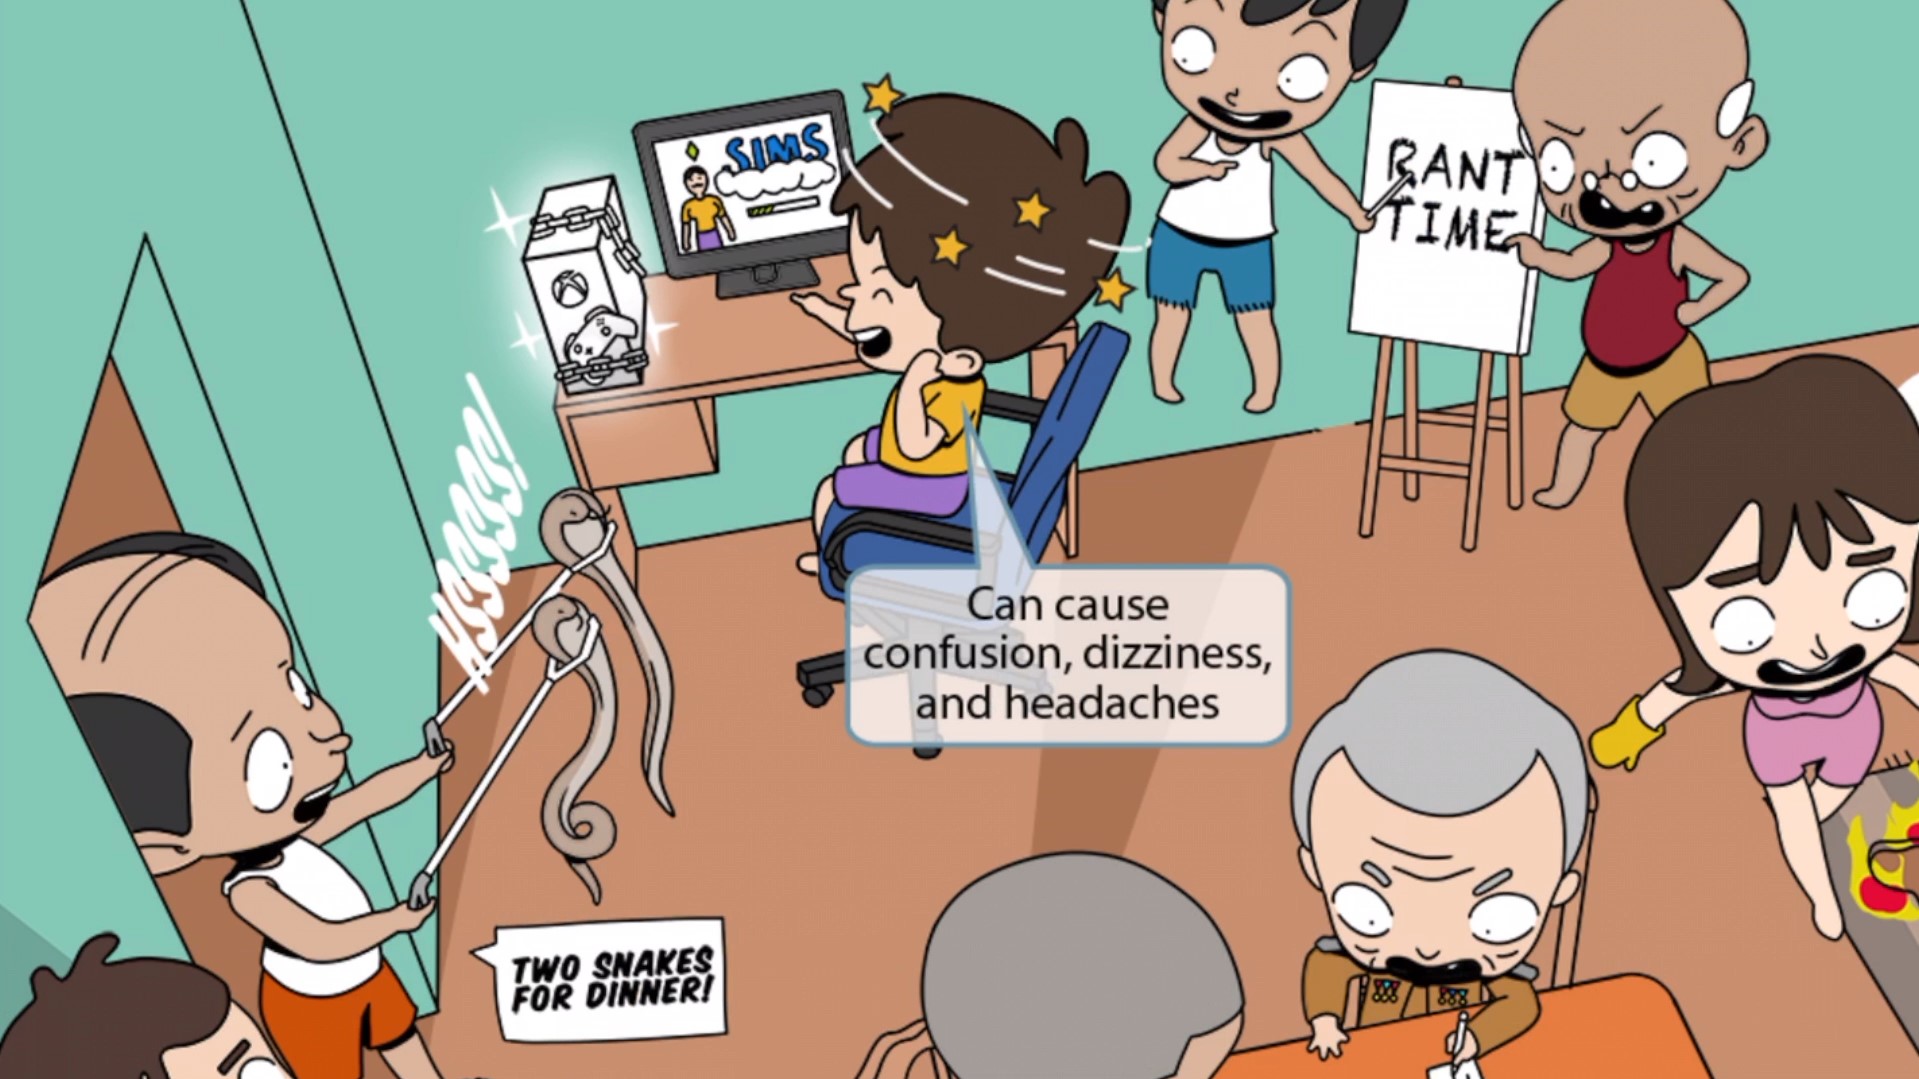 SIMS
RANT
TIME
HSSSSS!
Can cause
confusion, dizziness,
and headaches
TWO SNAKES
FOR DINNER!